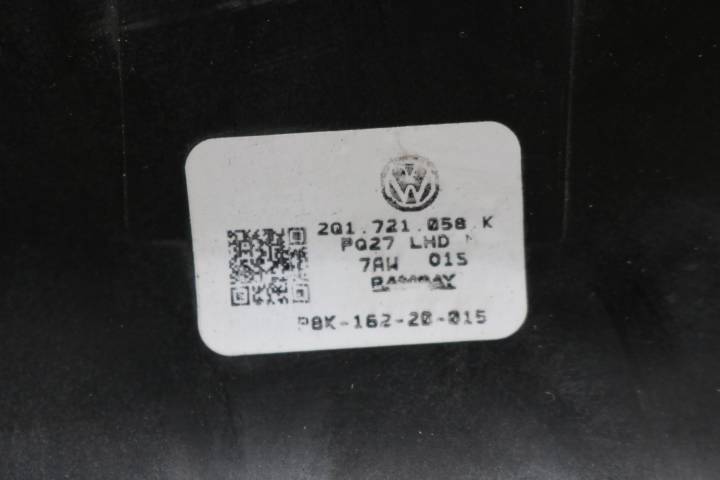 2Q1.721.058 K
PQ27 LHD
7AW 015
P8K-162-20-015